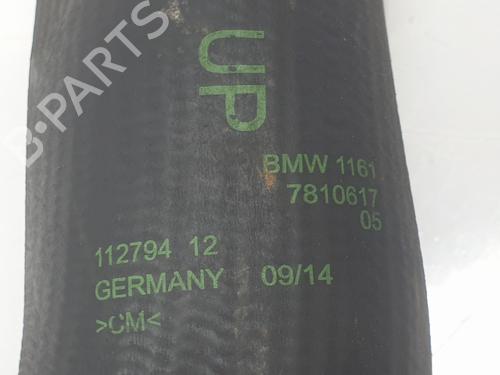 B-PARTS
UP
BMW 1161
7810617
05
112794 12
GERMANY 09/14
>CM<